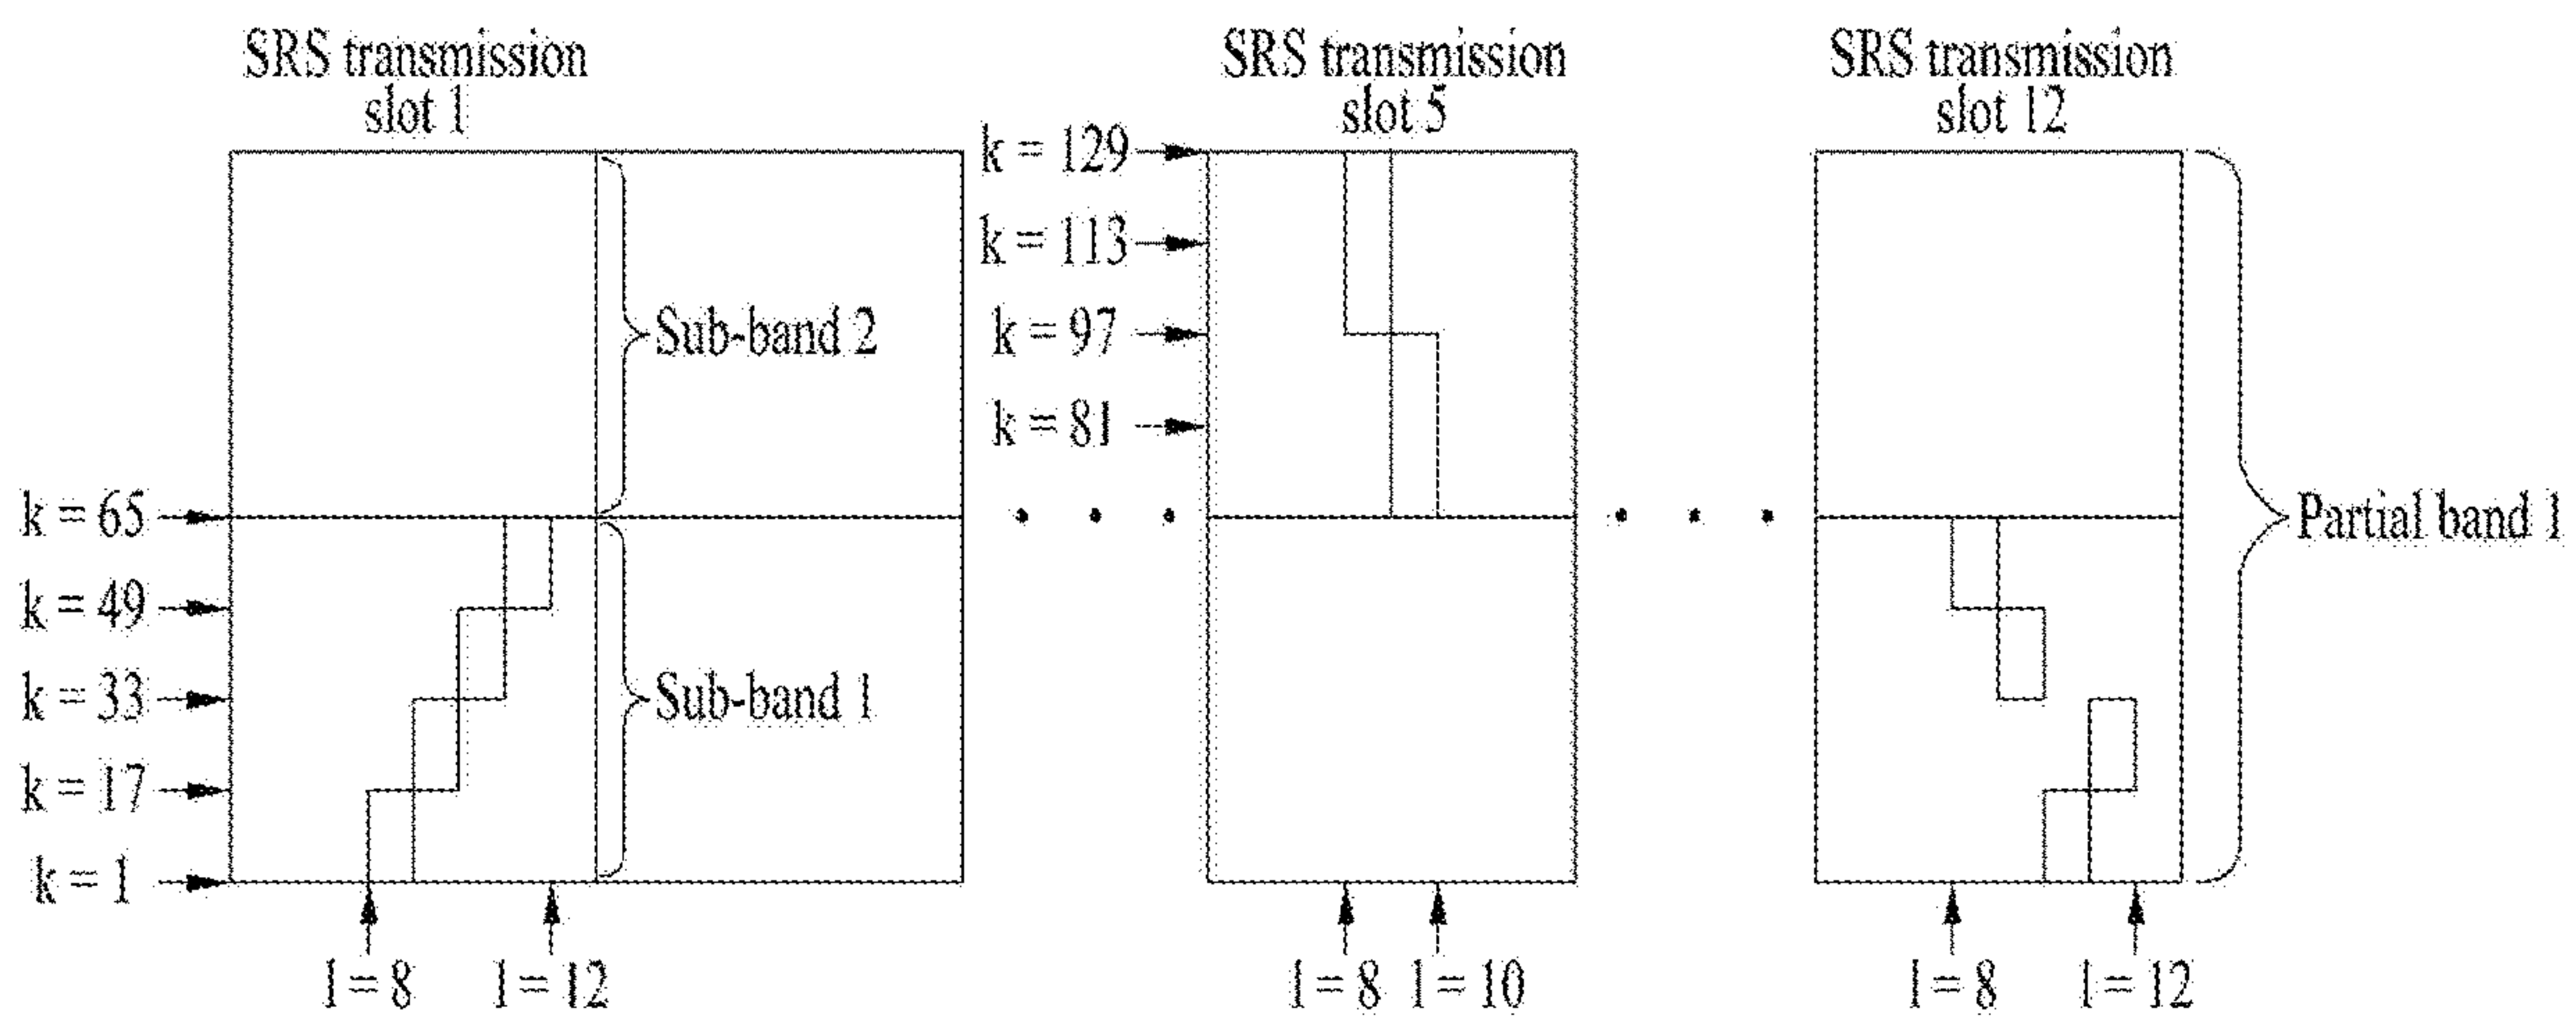 SRS transmission
slot 1
SRS transmission
slot 5
SRS transmission
slot 12
k = 129
k = 113
k = 97
k = 81
Sub-band 2
k = 65
k = 49
k = 33
k = 17
k = 1
Sub-band 1
Partial band 1
l = 8
l = 12
l = 8
l = 10
l = 8
l = 12